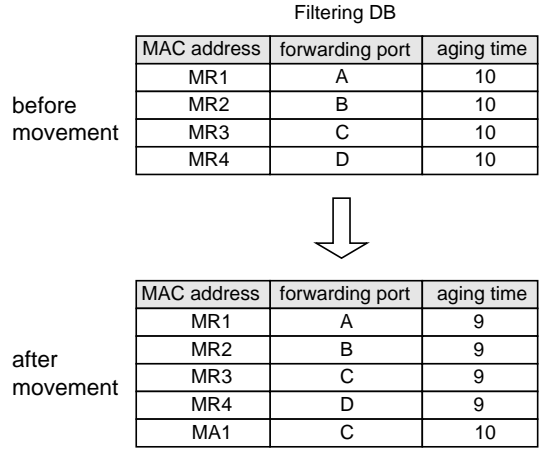 Filtering DB
before
movement
MAC address forwarding port aging time
MR1 A 10
MR2 B 10
MR3 C 10
MR4 D 10
after
movement
MAC address forwarding port aging time
MR1 A 9
MR2 B 9
MR3 C 9
MR4 D 9
MA1 C 10